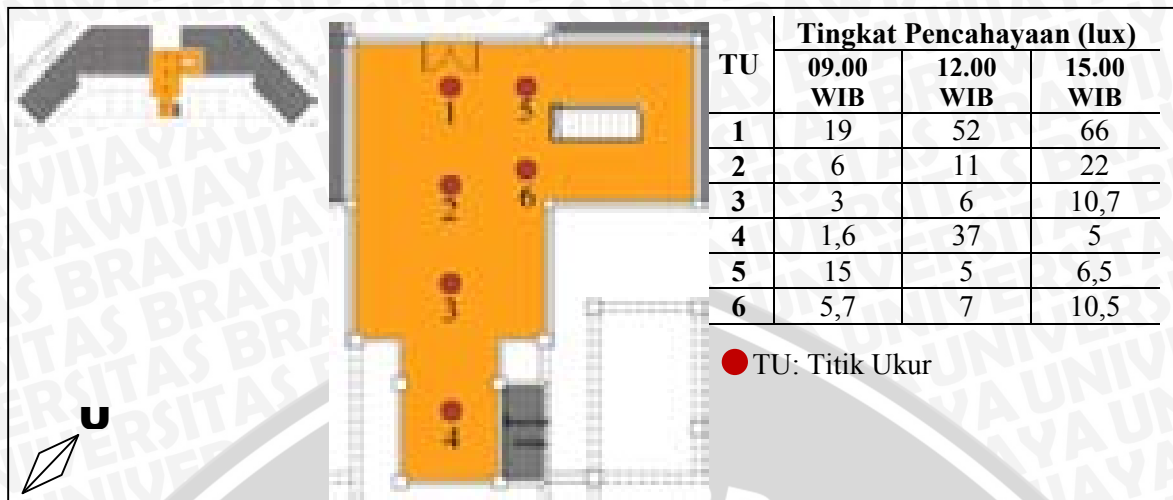 TU Tingkat Pencahayaan (lux)
09.00 WIB 12.00 WIB 15.00 WIB
1 19 52 66
2 6 11 22
3 3 6 10,7
4 1,6 37 5
5 15 5 6,5
6 5,7 7 10,5
TU: Titik Ukur
1
5
2
6
3
4
U
UNIVERSITAS BRAWIJAYA